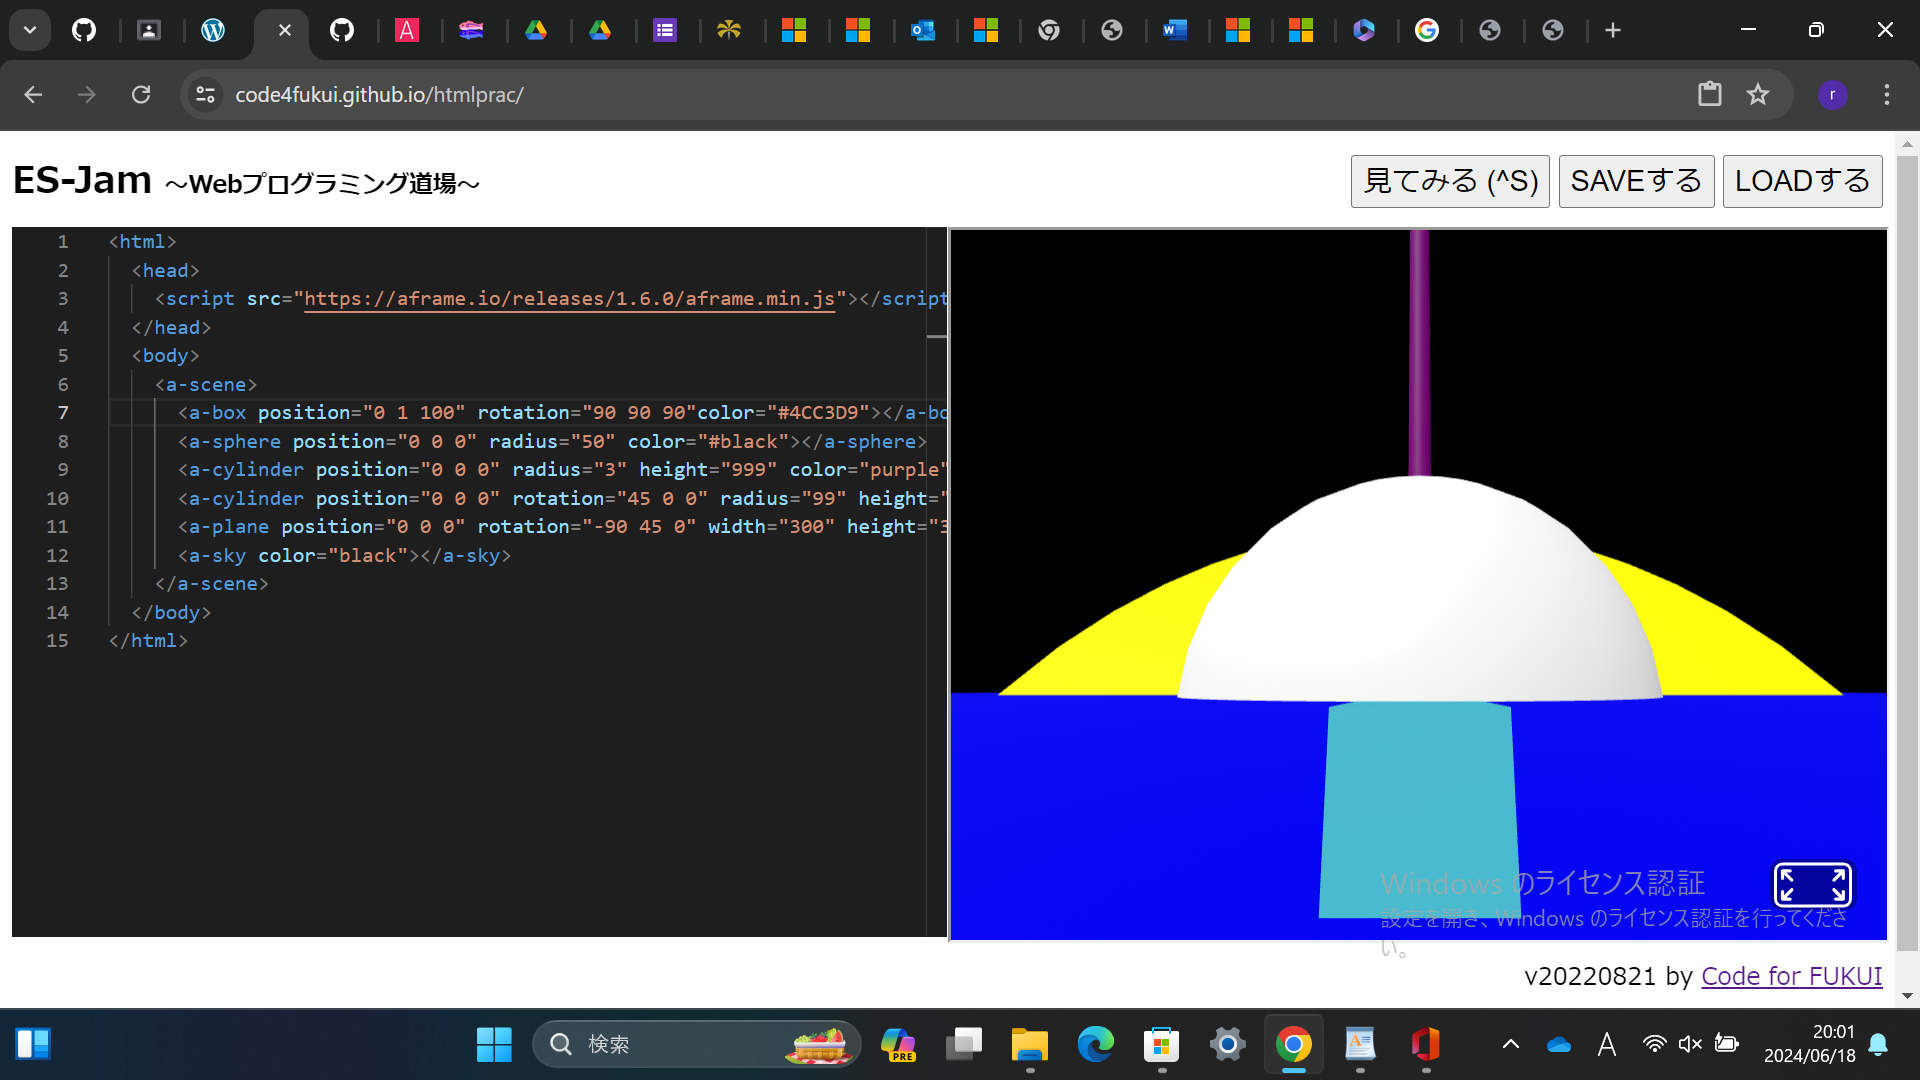 code4fukui.github.io/htmlprac/
r
ES-Jam 〜Webプログラミング道場〜
見てみる (^S)
SAVEする
LOADする
1 <html>
2 <head>
3 <script src="https://aframe.io/releases/1.6.0/aframe.min.js"></script
4 </head>
5 <body>
6 <a-scene>
7 <a-box position="0 1 100" rotation="90 90 90"color="#4CC3D9"></a-bo
8 <a-sphere position="0 0 0" radius="50" color="#black"></a-sphere>
9 <a-cylinder position="0 0 0" radius="3" height="999" color="purple"
10 <a-cylinder position="0 0 0" rotation="45 0 0" radius="99" height="
11 <a-plane position="0 0 0" rotation="-90 45 0" width="300" height="3
12 <a-sky color="black"></a-sky>
13 </a-scene>
14 </body>
15 </html>
Windows のライセンス認証
設定を開き、Windows のライセンス認証を行ってくださ
い。
v20220821 by Code for FUKUI
検索
PRE
A
20:01
2024/06/18